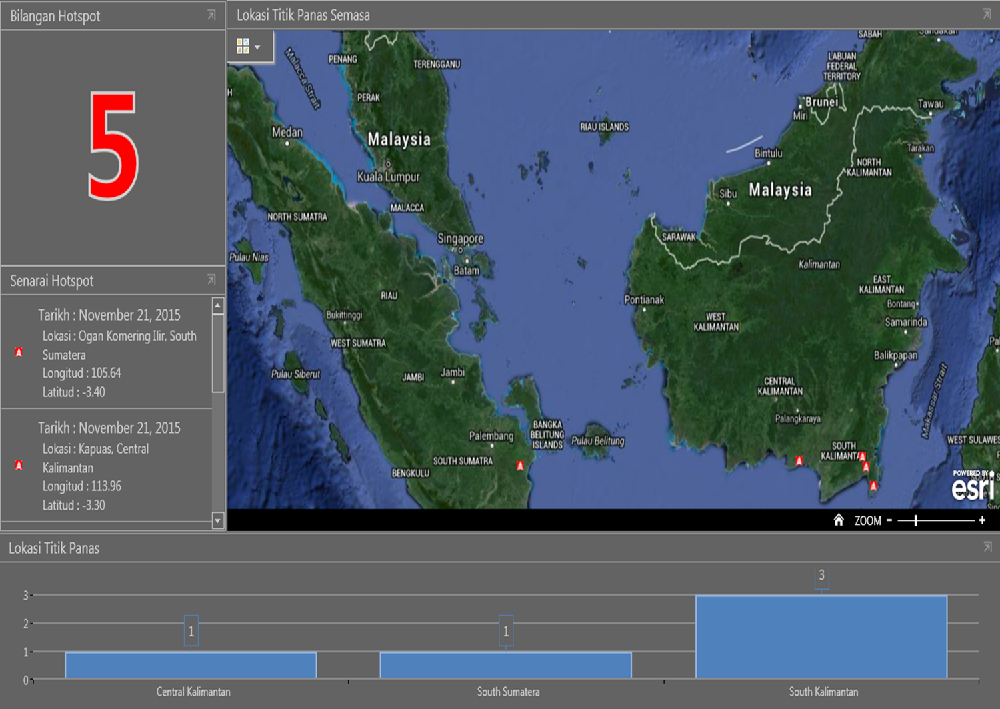 Bilangan Hotspot
5
Senarai Hotspot
Tarikh : November 21, 2015
Lokasi : Ogan Komering Ilir, South
Sumatera
Longitud : 105.64
Latitud : -3.40
Tarikh : November 21, 2015
Lokasi : Kapuas, Central
Kalimantan
Longitud : 113.96
Latitud : -3.30
Lokasi Titik Panas Semasa
SABAH
Sandakan
PENANG
Malacca Strait
TERENGGANU
LABUAN
FEDERAL
TERRITORY
H
PERAK
Brunei
Miri
Tawau
Medan
Malaysia
RIAU ISLANDS
Bintulu
Tarakan
NORTH
KALIMANTAN
Kuala Lumpur
Sibu
Malaysia
MALACCA
NORTH SUMATRA
Singapore
SARAWAK
Pulau Nias
Batam
Kalimantan
RIAU
EAST
KALIMANTAN
Pontianak
Bontang
Bukittinggi
WEST
KALIMANTAN
Samarinda
WEST SUMATRA
Pa
Balikpapan
Pulau Siberut
JAMBI
Jambi
CENTRAL
KALIMANTAN
Makassar Strait
Palangkaraya
BANGKA
BELITUNG
ISLANDS
Palembang
Pulau Belitung
SOUTH
KALIMANTA
WEST SULAWES
SOUTH SUMATRA
BENGKULU
POWERED BY
esri
ZOOM - +
Lokasi Titik Panas
3
2
1
0
1
1
3
Central Kalimantan
South Sumatera
South Kalimantan